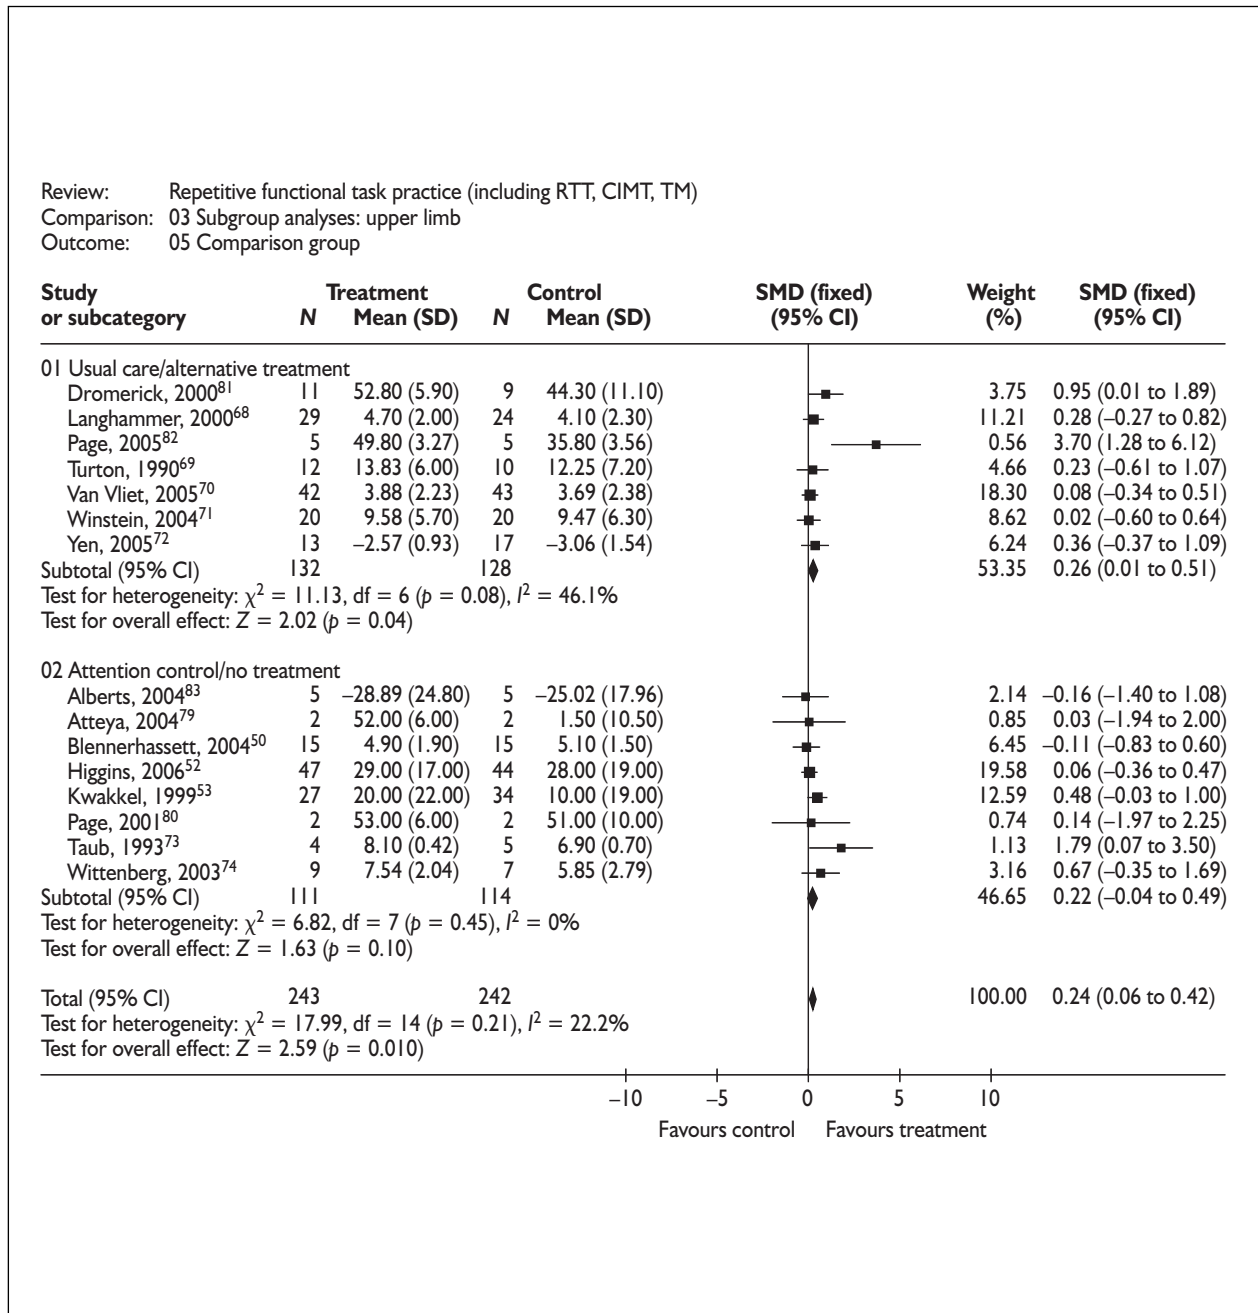 Review: Repetitive functional task practice (including RTT, CIMT, TM)
Comparison: 03 Subgroup analyses: upper limb
Outcome: 05 Comparison group
Study Treatment Control SMD (fixed) Weight SMD (fixed)
or subcategory N Mean (SD) N Mean (SD) (95% CI) (%) (95% CI)
01 Usual care/alternative treatment
Dromerick, 2000⁸¹ 11 52.80 (5.90) 9 44.30 (11.10) 3.75 0.95 (0.01 to 1.89)
Langhammer, 2000⁶⁸ 29 4.70 (2.00) 24 4.10 (2.30) 11.21 0.28 (–0.27 to 0.82)
Page, 2005⁸² 5 49.80 (3.27) 5 35.80 (3.56) 0.56 3.70 (1.28 to 6.12)
Turton, 1990⁶⁹ 12 13.83 (6.00) 10 12.25 (7.20) 4.66 0.23 (–0.61 to 1.07)
Van Vliet, 2005⁷⁰ 42 3.88 (2.23) 43 3.69 (2.38) 18.30 0.08 (–0.34 to 0.51)
Winstein, 2004⁷¹ 20 9.58 (5.70) 20 9.47 (6.30) 8.62 0.02 (–0.60 to 0.64)
Yen, 2005⁷² 13 –2.57 (0.93) 17 –3.06 (1.54) 6.24 0.36 (–0.37 to 1.09)
Subtotal (95% CI) 132 128 53.35 0.26 (0.01 to 0.51)
Test for heterogeneity: χ² = 11.13, df = 6 (p = 0.08), I² = 46.1%
Test for overall effect: Z = 2.02 (p = 0.04)
02 Attention control/no treatment
Alberts, 2004⁸³ 5 –28.89 (24.80) 5 –25.02 (17.96) 2.14 –0.16 (–1.40 to 1.08)
Atteya, 2004⁷⁹ 2 52.00 (6.00) 2 1.50 (10.50) 0.85 0.03 (–1.94 to 2.00)
Blennerhassett, 2004⁵⁰ 15 4.90 (1.90) 15 5.10 (1.50) 6.45 –0.11 (–0.83 to 0.60)
Higgins, 2006⁵² 47 29.00 (17.00) 44 28.00 (19.00) 19.58 0.06 (–0.36 to 0.47)
Kwakkel, 1999⁵³ 27 20.00 (22.00) 34 10.00 (19.00) 12.59 0.48 (–0.03 to 1.00)
Page, 2001⁸⁰ 2 53.00 (6.00) 2 51.00 (10.00) 0.74 0.14 (–1.97 to 2.25)
Taub, 1993⁷³ 4 8.10 (0.42) 5 6.90 (0.70) 1.13 1.79 (0.07 to 3.50)
Wittenberg, 2003⁷⁴ 9 7.54 (2.04) 7 5.85 (2.79) 3.16 0.67 (–0.35 to 1.69)
Subtotal (95% CI) 111 114 46.65 0.22 (–0.04 to 0.49)
Test for heterogeneity: χ² = 6.82, df = 7 (p = 0.45), I² = 0%
Test for overall effect: Z = 1.63 (p = 0.10)
Total (95% CI) 243 242 100.00 0.24 (0.06 to 0.42)
Test for heterogeneity: χ² = 17.99, df = 14 (p = 0.21), I² = 22.2%
Test for overall effect: Z = 2.59 (p = 0.010)
–10 –5 0 5 10
Favours control Favours treatment